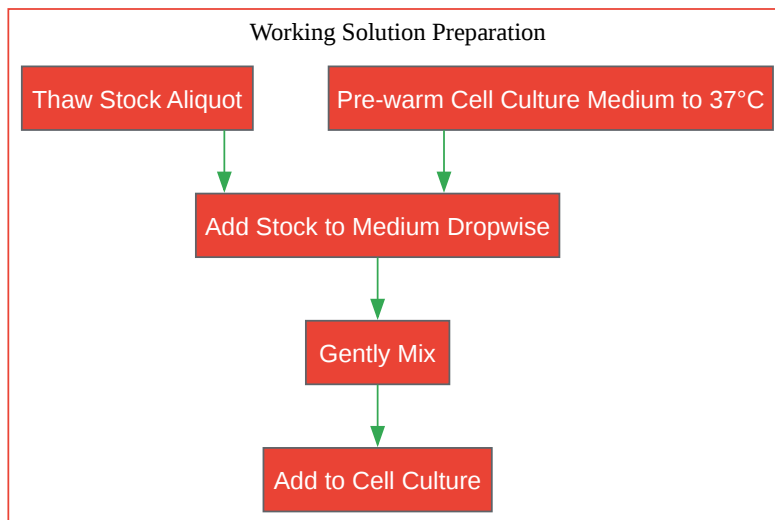 Working Solution Preparation
Thaw Stock Aliquot
Pre-warm Cell Culture Medium to 37°C
Add Stock to Medium Dropwise
Gently Mix
Add to Cell Culture